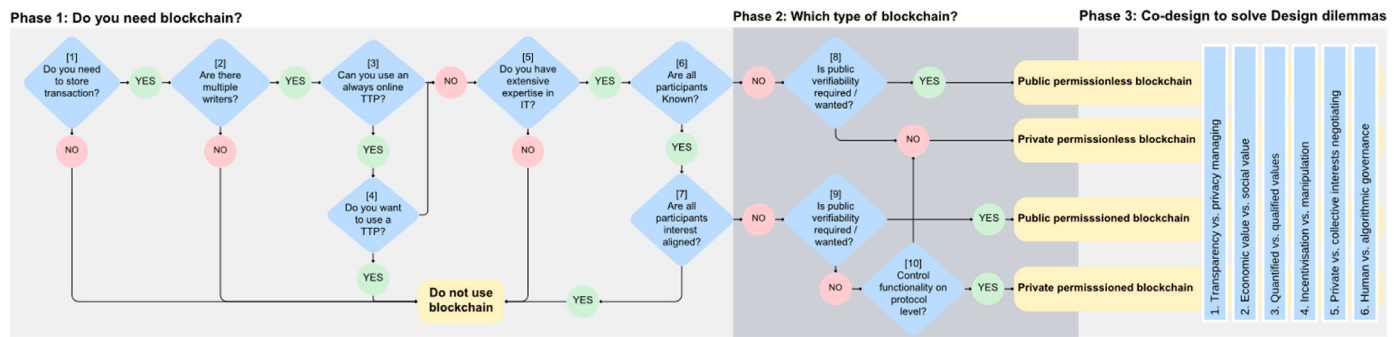 Phase 1: Do you need blockchain?
Phase 2: Which type of blockchain?
Phase 3: Co-design to solve Design dilemmas
[1]
Do you need
to store
transaction?
YES
[2]
Are there
multiple
writers?
YES
[3]
Can you use an
always online
TTP?
NO
[5]
Do you have
extensive
expertise in
IT?
YES
[6]
Are all
participants
Known?
NO
[8]
Is public
verifiability
required /
wanted?
YES
Public permissionless blockchain
NO
NO
YES
NO
YES
NO
Private permissionless blockchain
[4]
Do you want
to use a
TTP?
[7]
Are all
participants
interest
aligned?
NO
[9]
Is public
verifiability
required /
wanted?
YES
Public permisssioned blockchain
YES
Do not use
blockchain
YES
NO
[10]
Control
functionality on
protocol
level?
YES
Private permisssioned blockchain
1. Transparency vs. privacy managing
2. Economic value vs. social value
3. Quantified vs. qualified values
4. Incentivisation vs. manipulation
5. Private vs. collective interests negotiating
6. Human vs. algorithmic governance